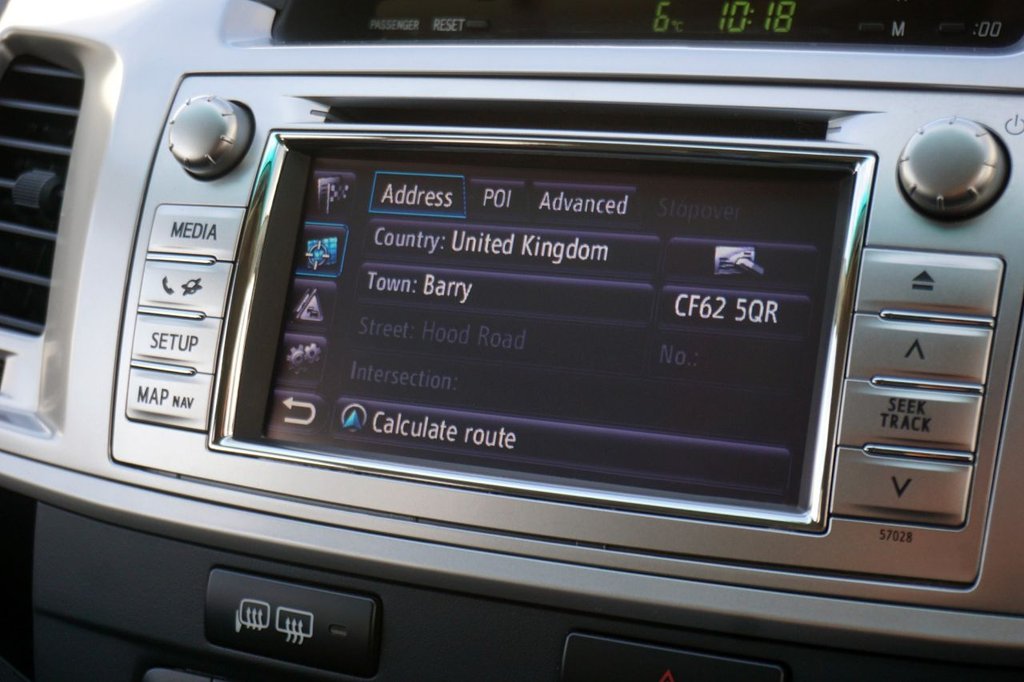 PASSENGER RESET 6°C 10:18 M :00
Address POI Advanced Stopover
Country: United Kingdom
Town: Barry CF62 5QR
Street: Hood Road No.:
Intersection:
Calculate route
MEDIA
SETUP
MAP NAV
SEEK
TRACK
57028